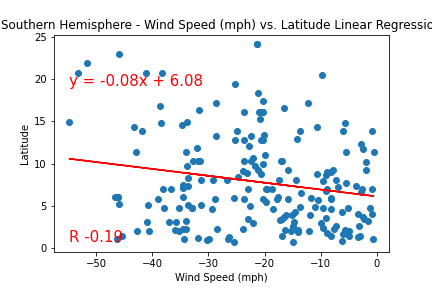 Southern Hemisphere - Wind Speed (mph) vs. Latitude Linear Regressio
25
20
15
10
5
0
Latitude
y = -0.08x + 6.08
R -0.19
−50
−40
−30
−20
−10
0
Wind Speed (mph)